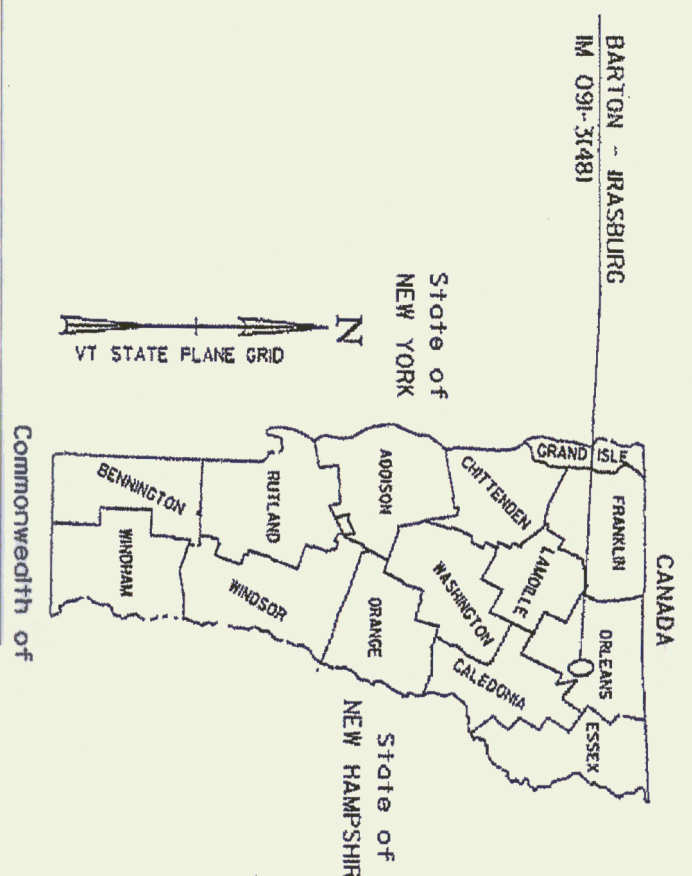 BARTON - IRASBURG
IM 091-3(48)
State of
NEW YORK
N
VT STATE PLANE GRID
CANADA
GRAND ISLE
FRANKLIN
ORLEANS
ESSEX
CHITTENDEN
LAMOILLE
ADDISON
WASHINGTON
CALEDONIA
RUTLAND
ORANGE
WINDSOR
BENNINGTON
WINDHAM
State of
NEW HAMPSHIR
Commonwealth of